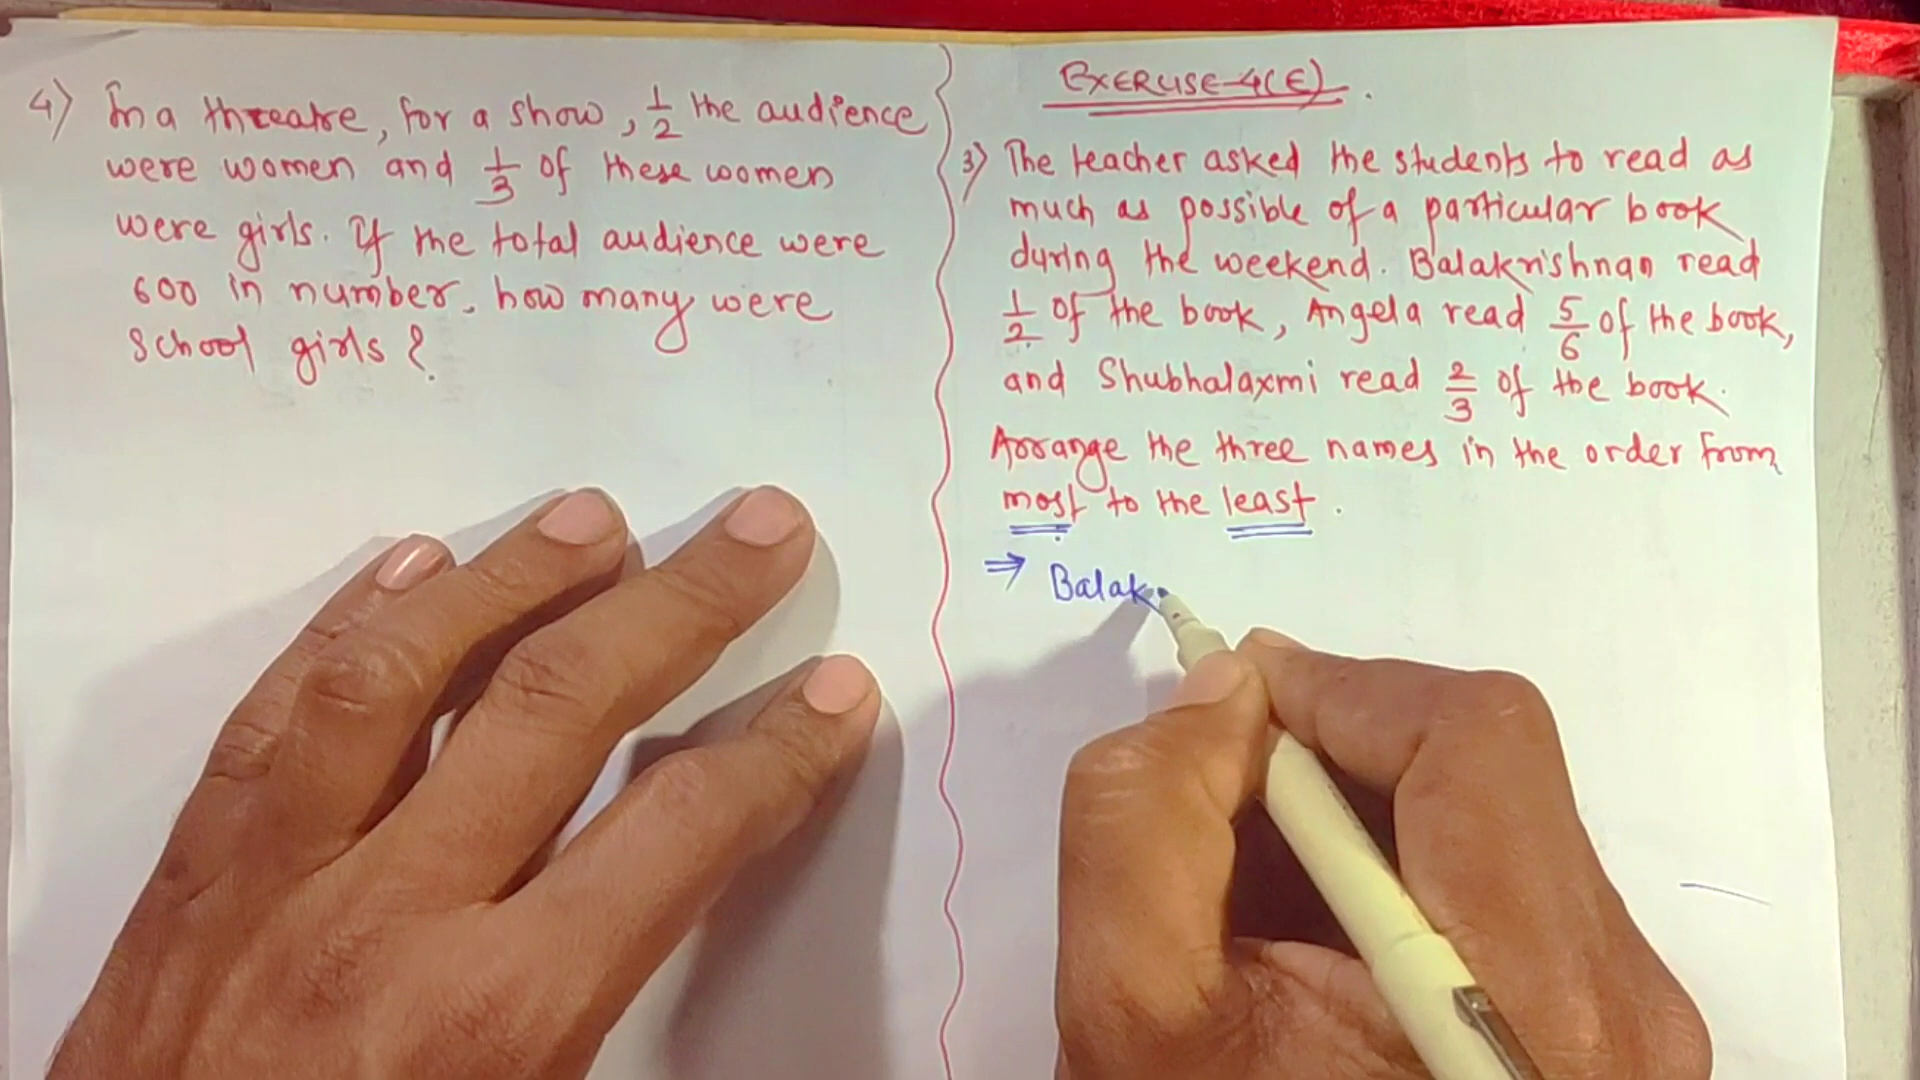 4) In a threatre, for a show, 1/2 the audience
were women and 1/3 of these women
were girls. If the total audience were
600 in number, how many were
School girls ?
EXERCISE-4(E).
3) The teacher asked the students to read as
much as possible of a particular book
during the weekend. Balakrishnan read
1/2 of the book, Angela read 5/6 of the book,
and Shubhalaxmi read 2/3 of the book.
Arrange the three names in the order from
most to the least.
⇒ Balak